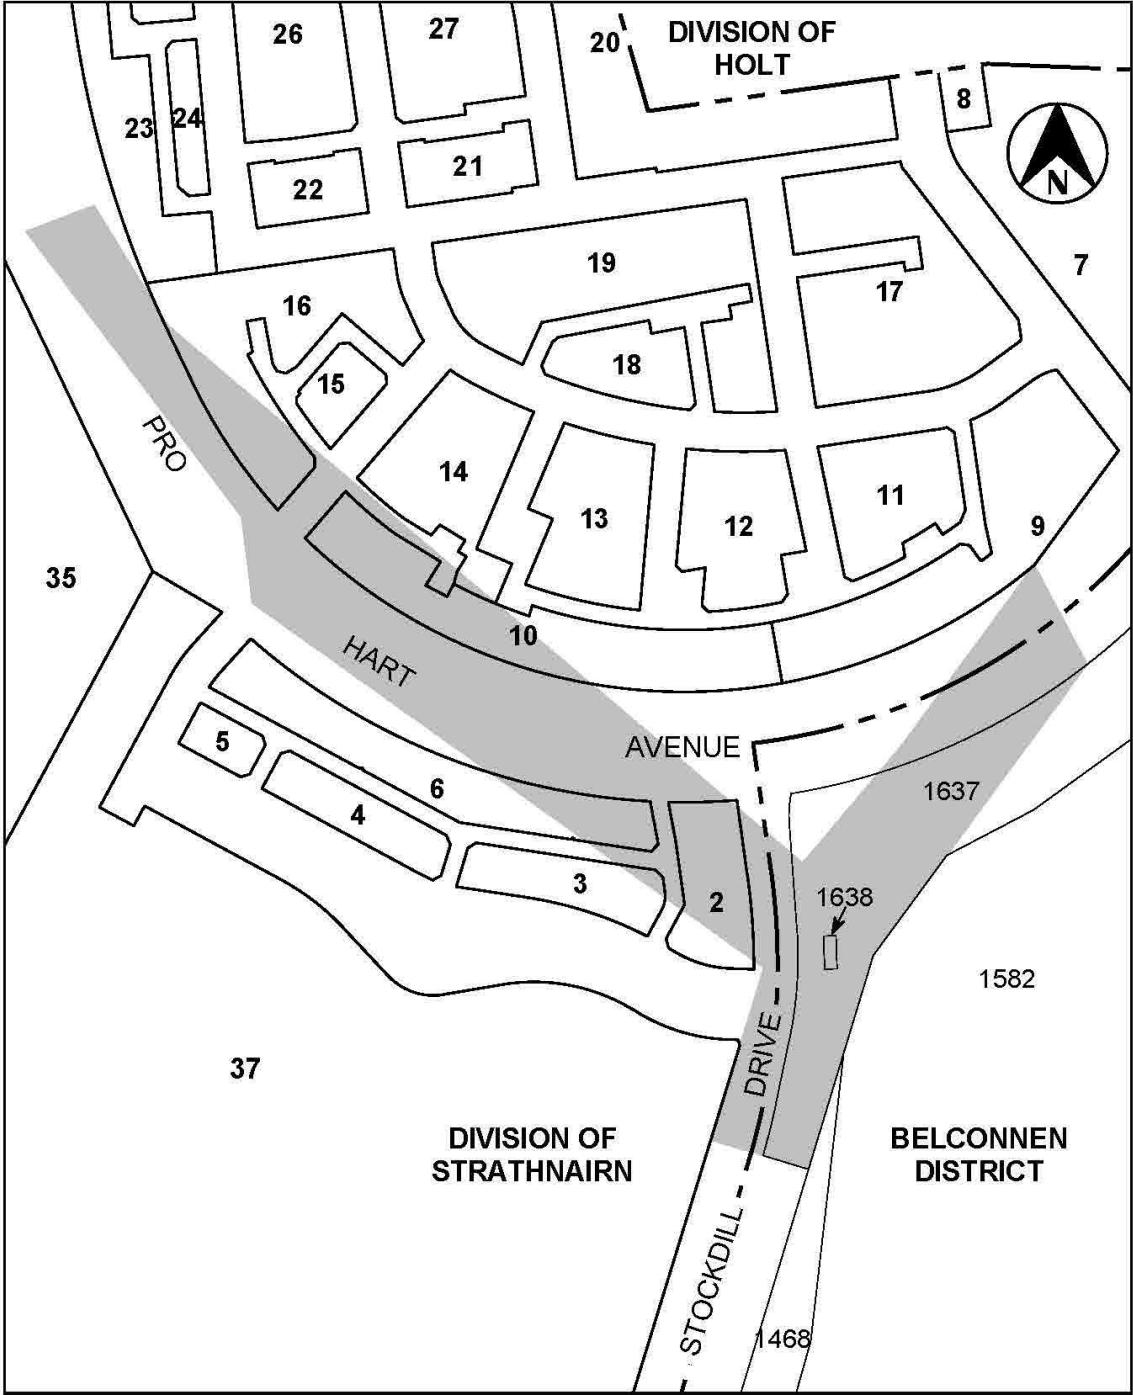 26
27
20
DIVISION OF
HOLT
8
23
24
22
21
N
7
19
17
16
18
15
14
13
12
11
9
PRO
35
10
HART
AVENUE
5
6
4
1637
3
2
1638
1582
DRIVE
37
DIVISION OF
STRATHNAIRN
BELCONNEN
DISTRICT
STOCKDILL
1468